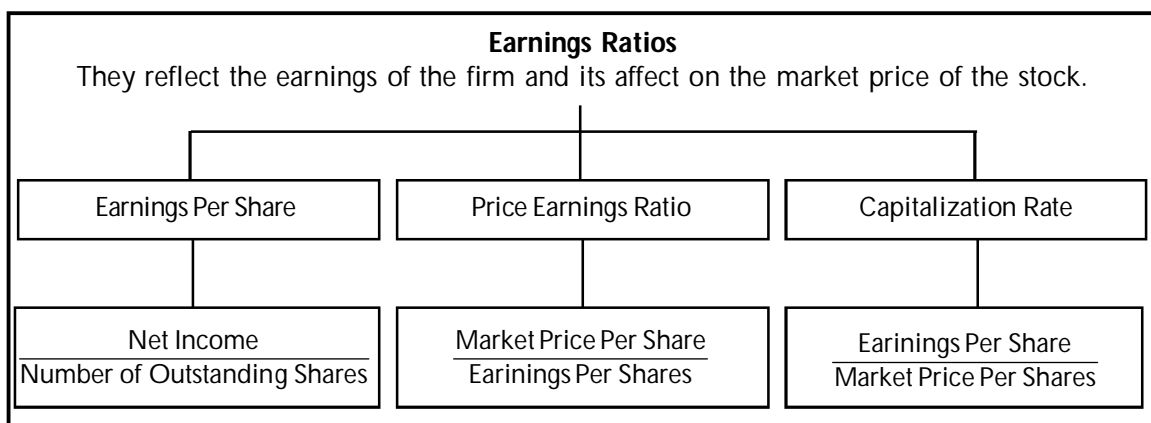 Earnings Ratios
They reflect the earnings of the firm and its affect on the market price of the stock.
Earnings Per Share
Price Earnings Ratio
Capitalization Rate
Net Income
Number of Outstanding Shares
Market Price Per Share
Earinings Per Shares
Earinings Per Share
Market Price Per Shares